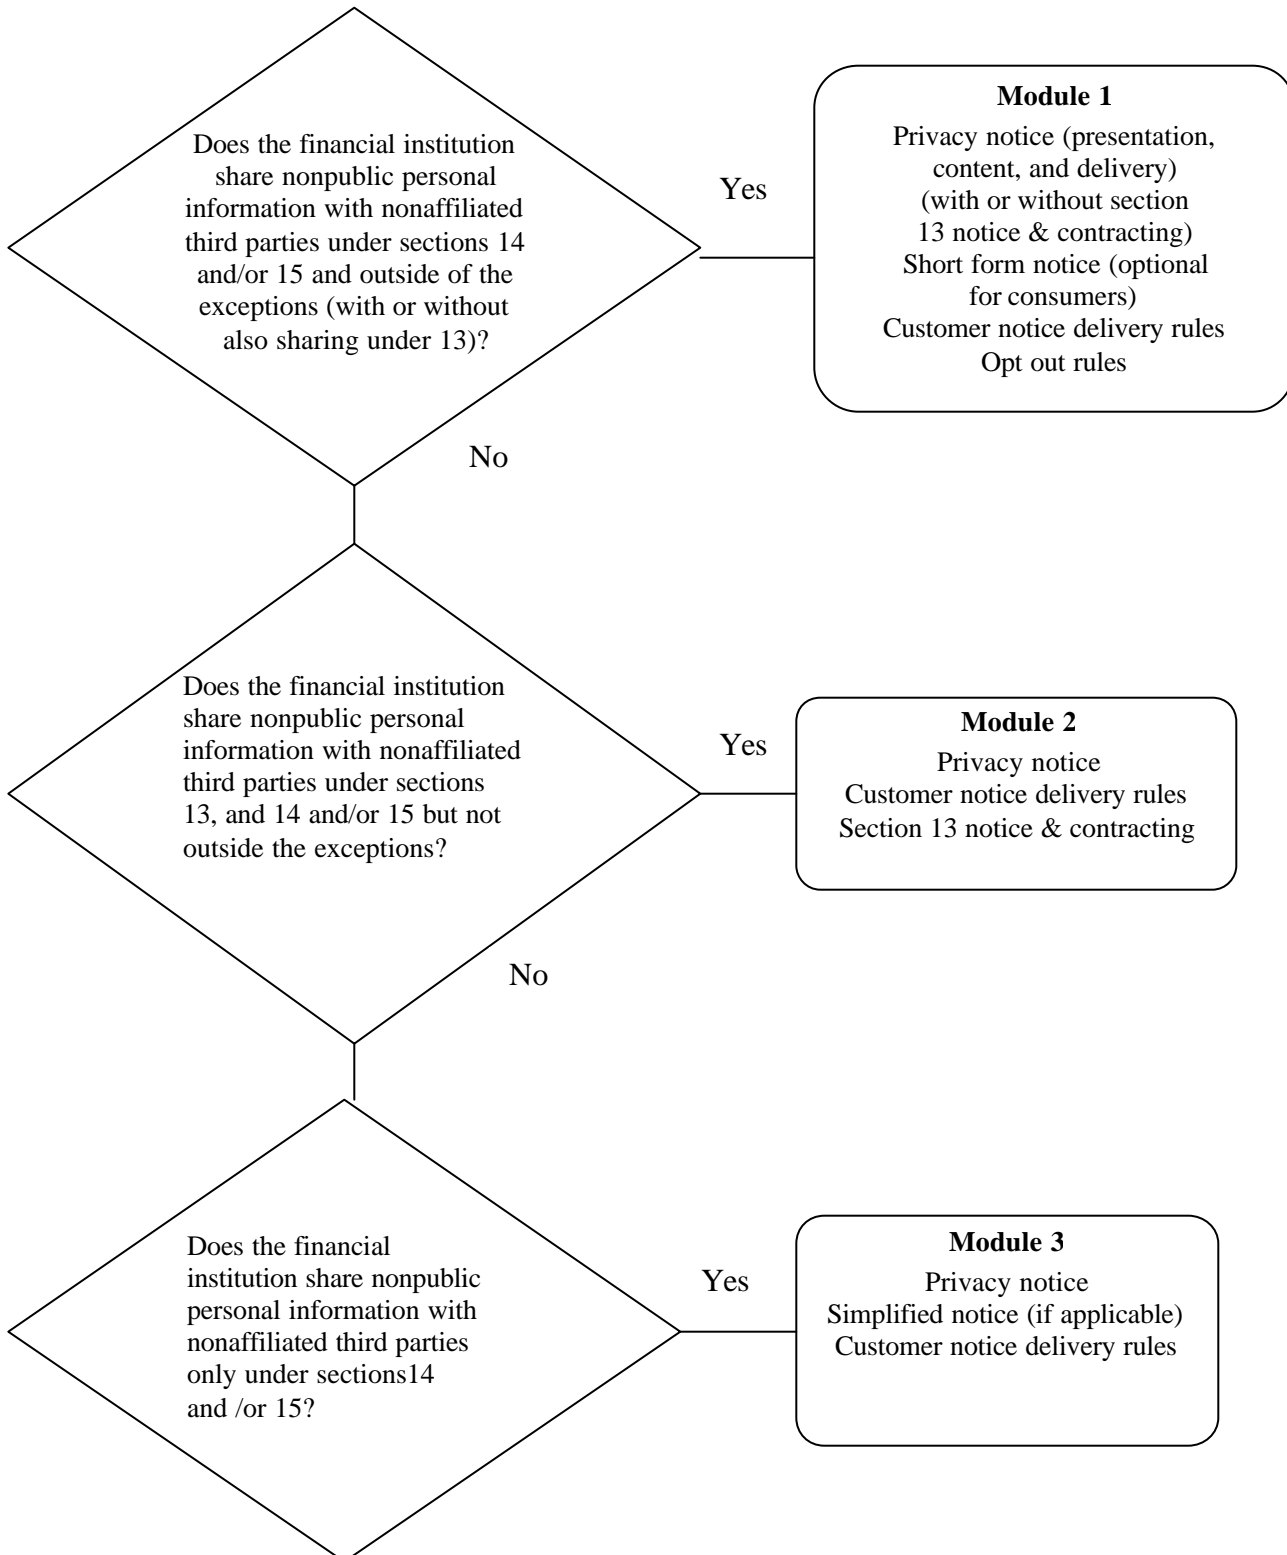 Does the financial institution
share nonpublic personal
information with nonaffiliated
third parties under sections 14
and/or 15 and outside of the
exceptions (with or without
also sharing under 13)?
Yes
Module 1
Privacy notice (presentation,
content, and delivery)
(with or without section
13 notice & contracting)
Short form notice (optional
for consumers)
Customer notice delivery rules
Opt out rules
No
Does the financial institution
share nonpublic personal
information with nonaffiliated
third parties under sections
13, and 14 and/or 15 but not
outside the exceptions?
Yes
Module 2
Privacy notice
Customer notice delivery rules
Section 13 notice & contracting
No
Does the financial
institution share nonpublic
personal information with
nonaffiliated third parties
only under sections14
and /or 15?
Yes
Module 3
Privacy notice
Simplified notice (if applicable)
Customer notice delivery rules